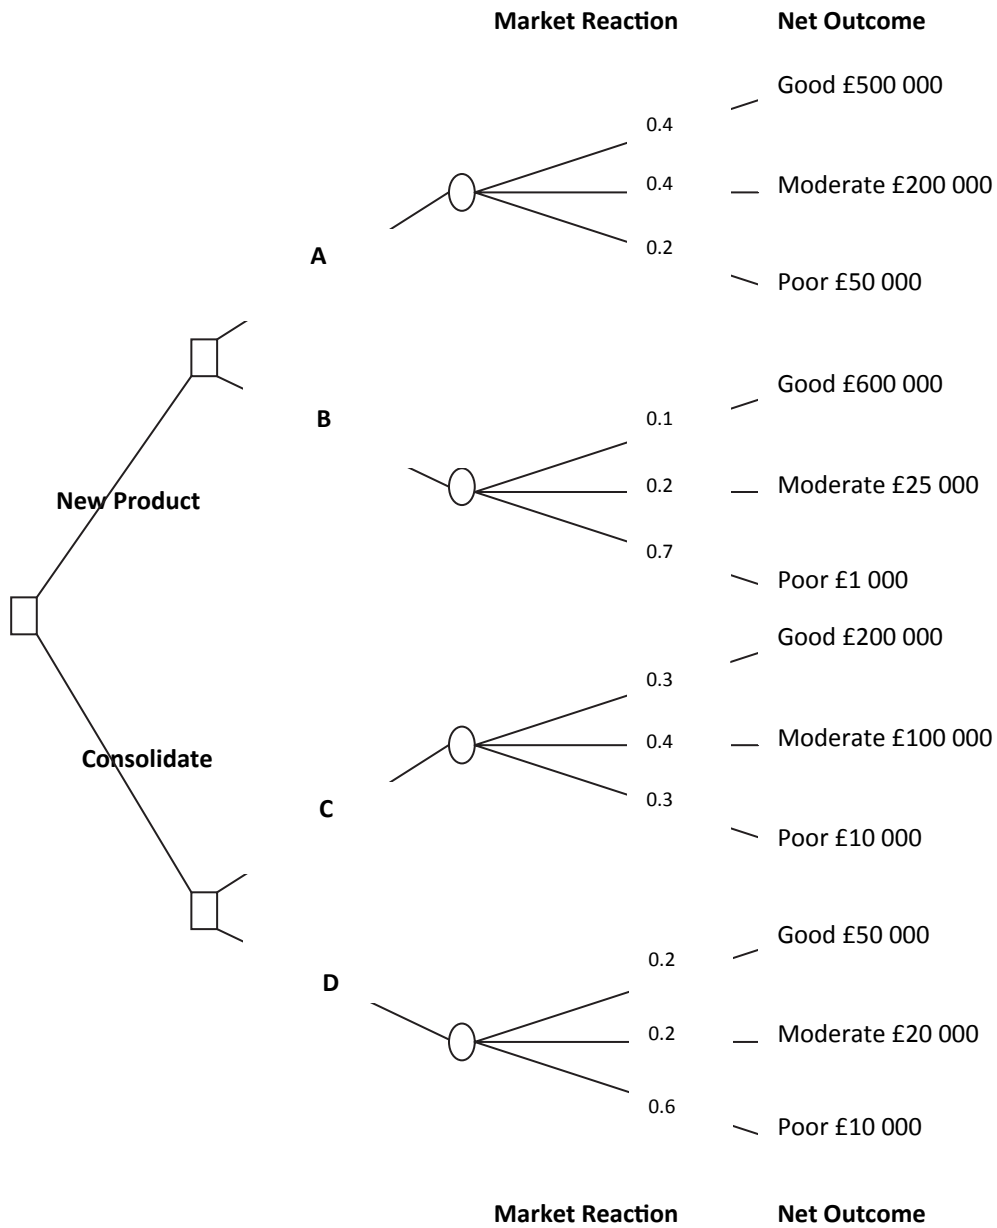 Market Reaction Net Outcome
Good £500 000
0.4
0.4 Moderate £200 000
0.2
A
Poor £50 000
Good £600 000
0.1
B
0.2 Moderate £25 000
New Product
0.7
Poor £1 000
Good £200 000
0.3
0.4 Moderate £100 000
Consolidate
0.3
C
Poor £10 000
Good £50 000
0.2
D
0.2 Moderate £20 000
0.6
Poor £10 000
Market Reaction Net Outcome